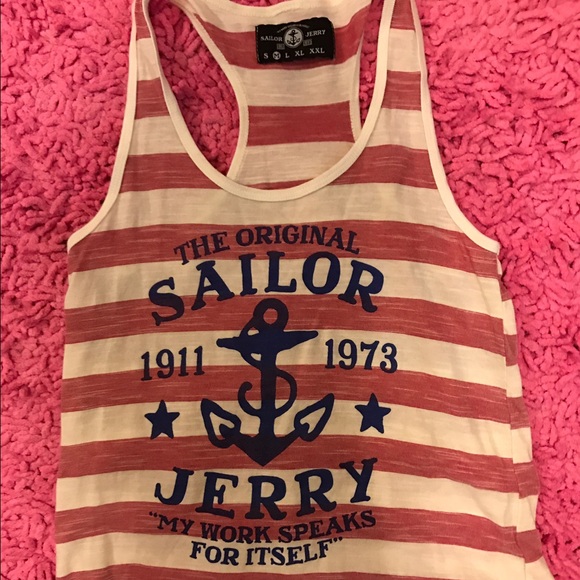 SAILOR JERRY
S M L XL XXL
THE ORIGINAL
SAILOR
1911 1973
JERRY
"MY WORK SPEAKS
FOR ITSELF"